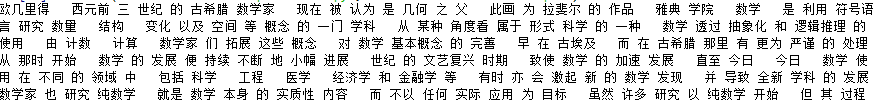 欧几里得 西元前 三 世纪 的 古希腊 数学家 现在 被 认为 是 几何 之 父 此画 为 拉斐尔 的 作品 雅典 学院 数学 是 利用 符号语
言 研究 数量 结构 变化 以及 空间 等 概念 的 一门 学科 从 某种 角度看 属于 形式 科学 的 一种 数学 透过 抽象化 和 逻辑推理 的
使用 由 计数 计算 数学家 们 拓展 这些 概念 对 数学 基本概念 的 完善 早 在 古埃及 而 在 古希腊 那里 有 更为 严谨 的 处理
从 那时 开始 数学 的 发展 便 持续 不断 地 小幅 进展 世纪 的 文艺复兴 时期 致使 数学 的 加速 发展 直至 今日 今日 数学 使
用 在 不同 的 领域 中 包括 科学 工程 医学 经济学 和 金融学 等 有时 亦 会 激起 新 的 数学 发现 并 导致 全新 学科 的 发展
数学家 也 研究 纯数学 就是 数学 本身 的 实质性 内容 而 不以 任何 实际 应用 为 目标 虽然 许多 研究 以 纯数学 开始 但 其 过程